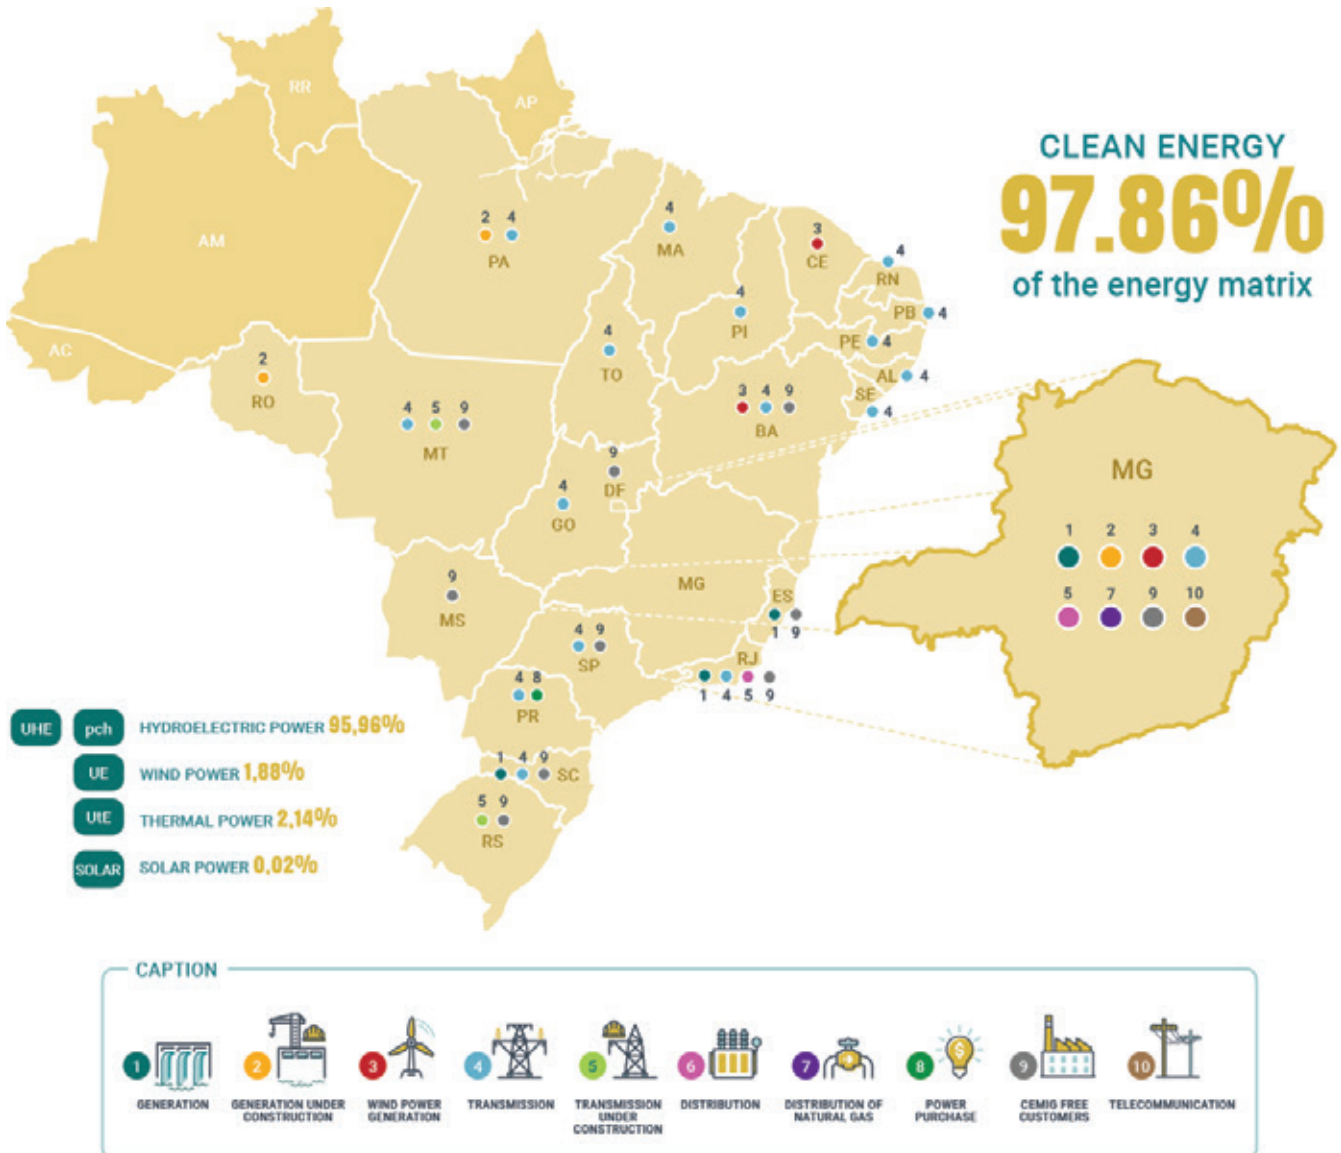 RR
AP
AM
AC
CLEAN ENERGY
97.86%
of the energy matrix
2 4
PA
4
MA
3
CE
4
RN
PB 4
4
PI
PE 4
AL 4
SE 4
4
TO
2
RO
4 5 9
MT
3 4 9
BA
9
DF
4
GO
MG
1 2 3 4
5 7 9 10
9
MS
MG
ES
1 9
4 9
SP
RJ
1 4 5 9
4 8
PR
1 4 9
SC
5 9
RS
UHE pch HYDROELECTRIC POWER 95,96%
UE WIND POWER 1,88%
UtE THERMAL POWER 2,14%
SOLAR SOLAR POWER 0,02%
CAPTION
1 GENERATION
2 GENERATION UNDER
CONSTRUCTION
3 WIND POWER
GENERATION
4 TRANSMISSION
5 TRANSMISSION
UNDER
CONSTRUCTION
6 DISTRIBUTION
7 DISTRIBUTION OF
NATURAL GAS
8 POWER
PURCHASE
9 CEMIG FREE
CUSTOMERS
10 TELECOMMUNICATION